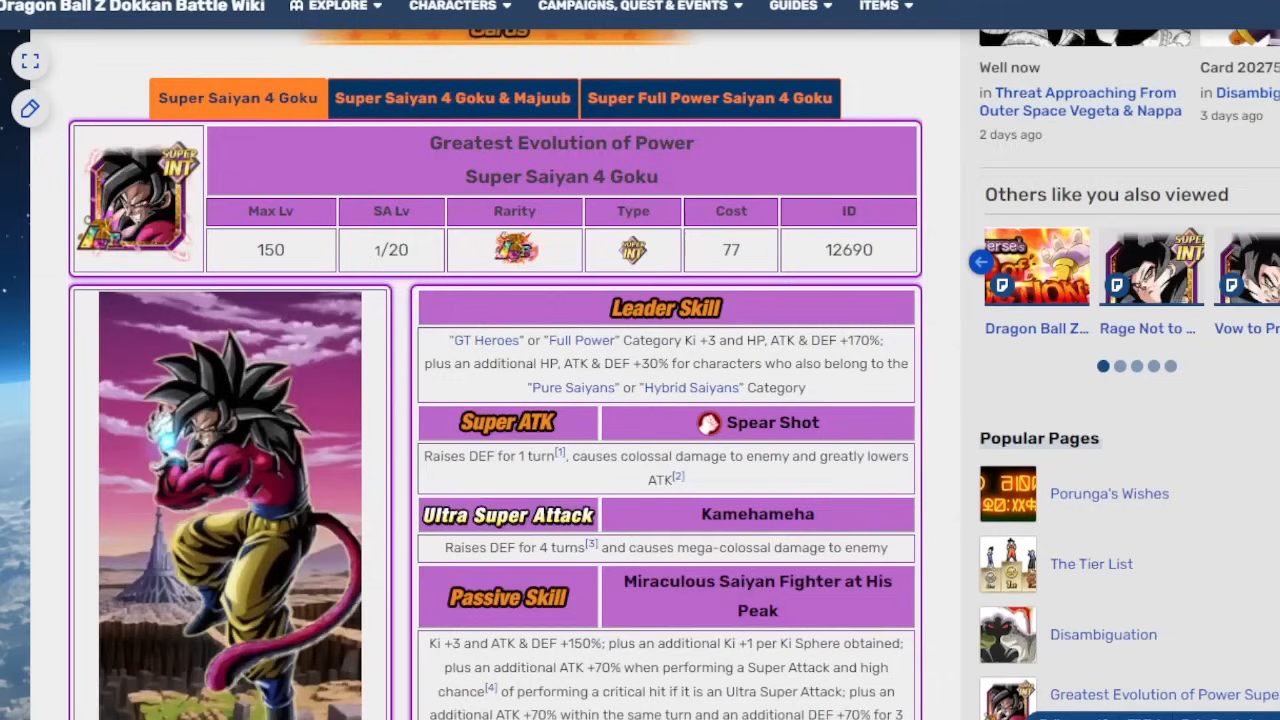 Dragon Ball Z Dokkan Battle Wiki
EXPLORE
CHARACTERS
CAMPAIGNS, QUEST & EVENTS
GUIDES
ITEMS
Cards
Super Saiyan 4 Goku
Super Saiyan 4 Goku & Majuub
Super Full Power Saiyan 4 Goku
SUPER
INT
Greatest Evolution of Power
Super Saiyan 4 Goku
Max Lv
SA Lv
Rarity
Type
Cost
ID
150
1/20
SUPER
INT
77
12690
Leader Skill
"GT Heroes" or "Full Power" Category Ki +3 and HP, ATK & DEF +170%;
plus an additional HP, ATK & DEF +30% for characters who also belong to the
"Pure Saiyans" or "Hybrid Saiyans" Category
Super ATK
Spear Shot
Raises DEF for 1 turn[1], causes colossal damage to enemy and greatly lowers
ATK[2]
Ultra Super Attack
Kamehameha
Raises DEF for 4 turns[3] and causes mega-colossal damage to enemy
Passive Skill
Miraculous Saiyan Fighter at His
Peak
Ki +3 and ATK & DEF +150%; plus an additional Ki +1 per Ki Sphere obtained;
plus an additional ATK +70% when performing a Super Attack and high
chance[4] of performing a critical hit if it is an Ultra Super Attack; plus an
additional ATK +70% within the same turn and an additional DEF +70% for 3
Well now
in Threat Approaching From
Outer Space Vegeta & Nappa
2 days ago
Card 20275
in Disambig
3 days ago
Others like you also viewed
Dragon Ball Z...
Rage Not to ...
Vow to Pr
Popular Pages
Porunga's Wishes
The Tier List
Disambiguation
Greatest Evolution of Power Supe